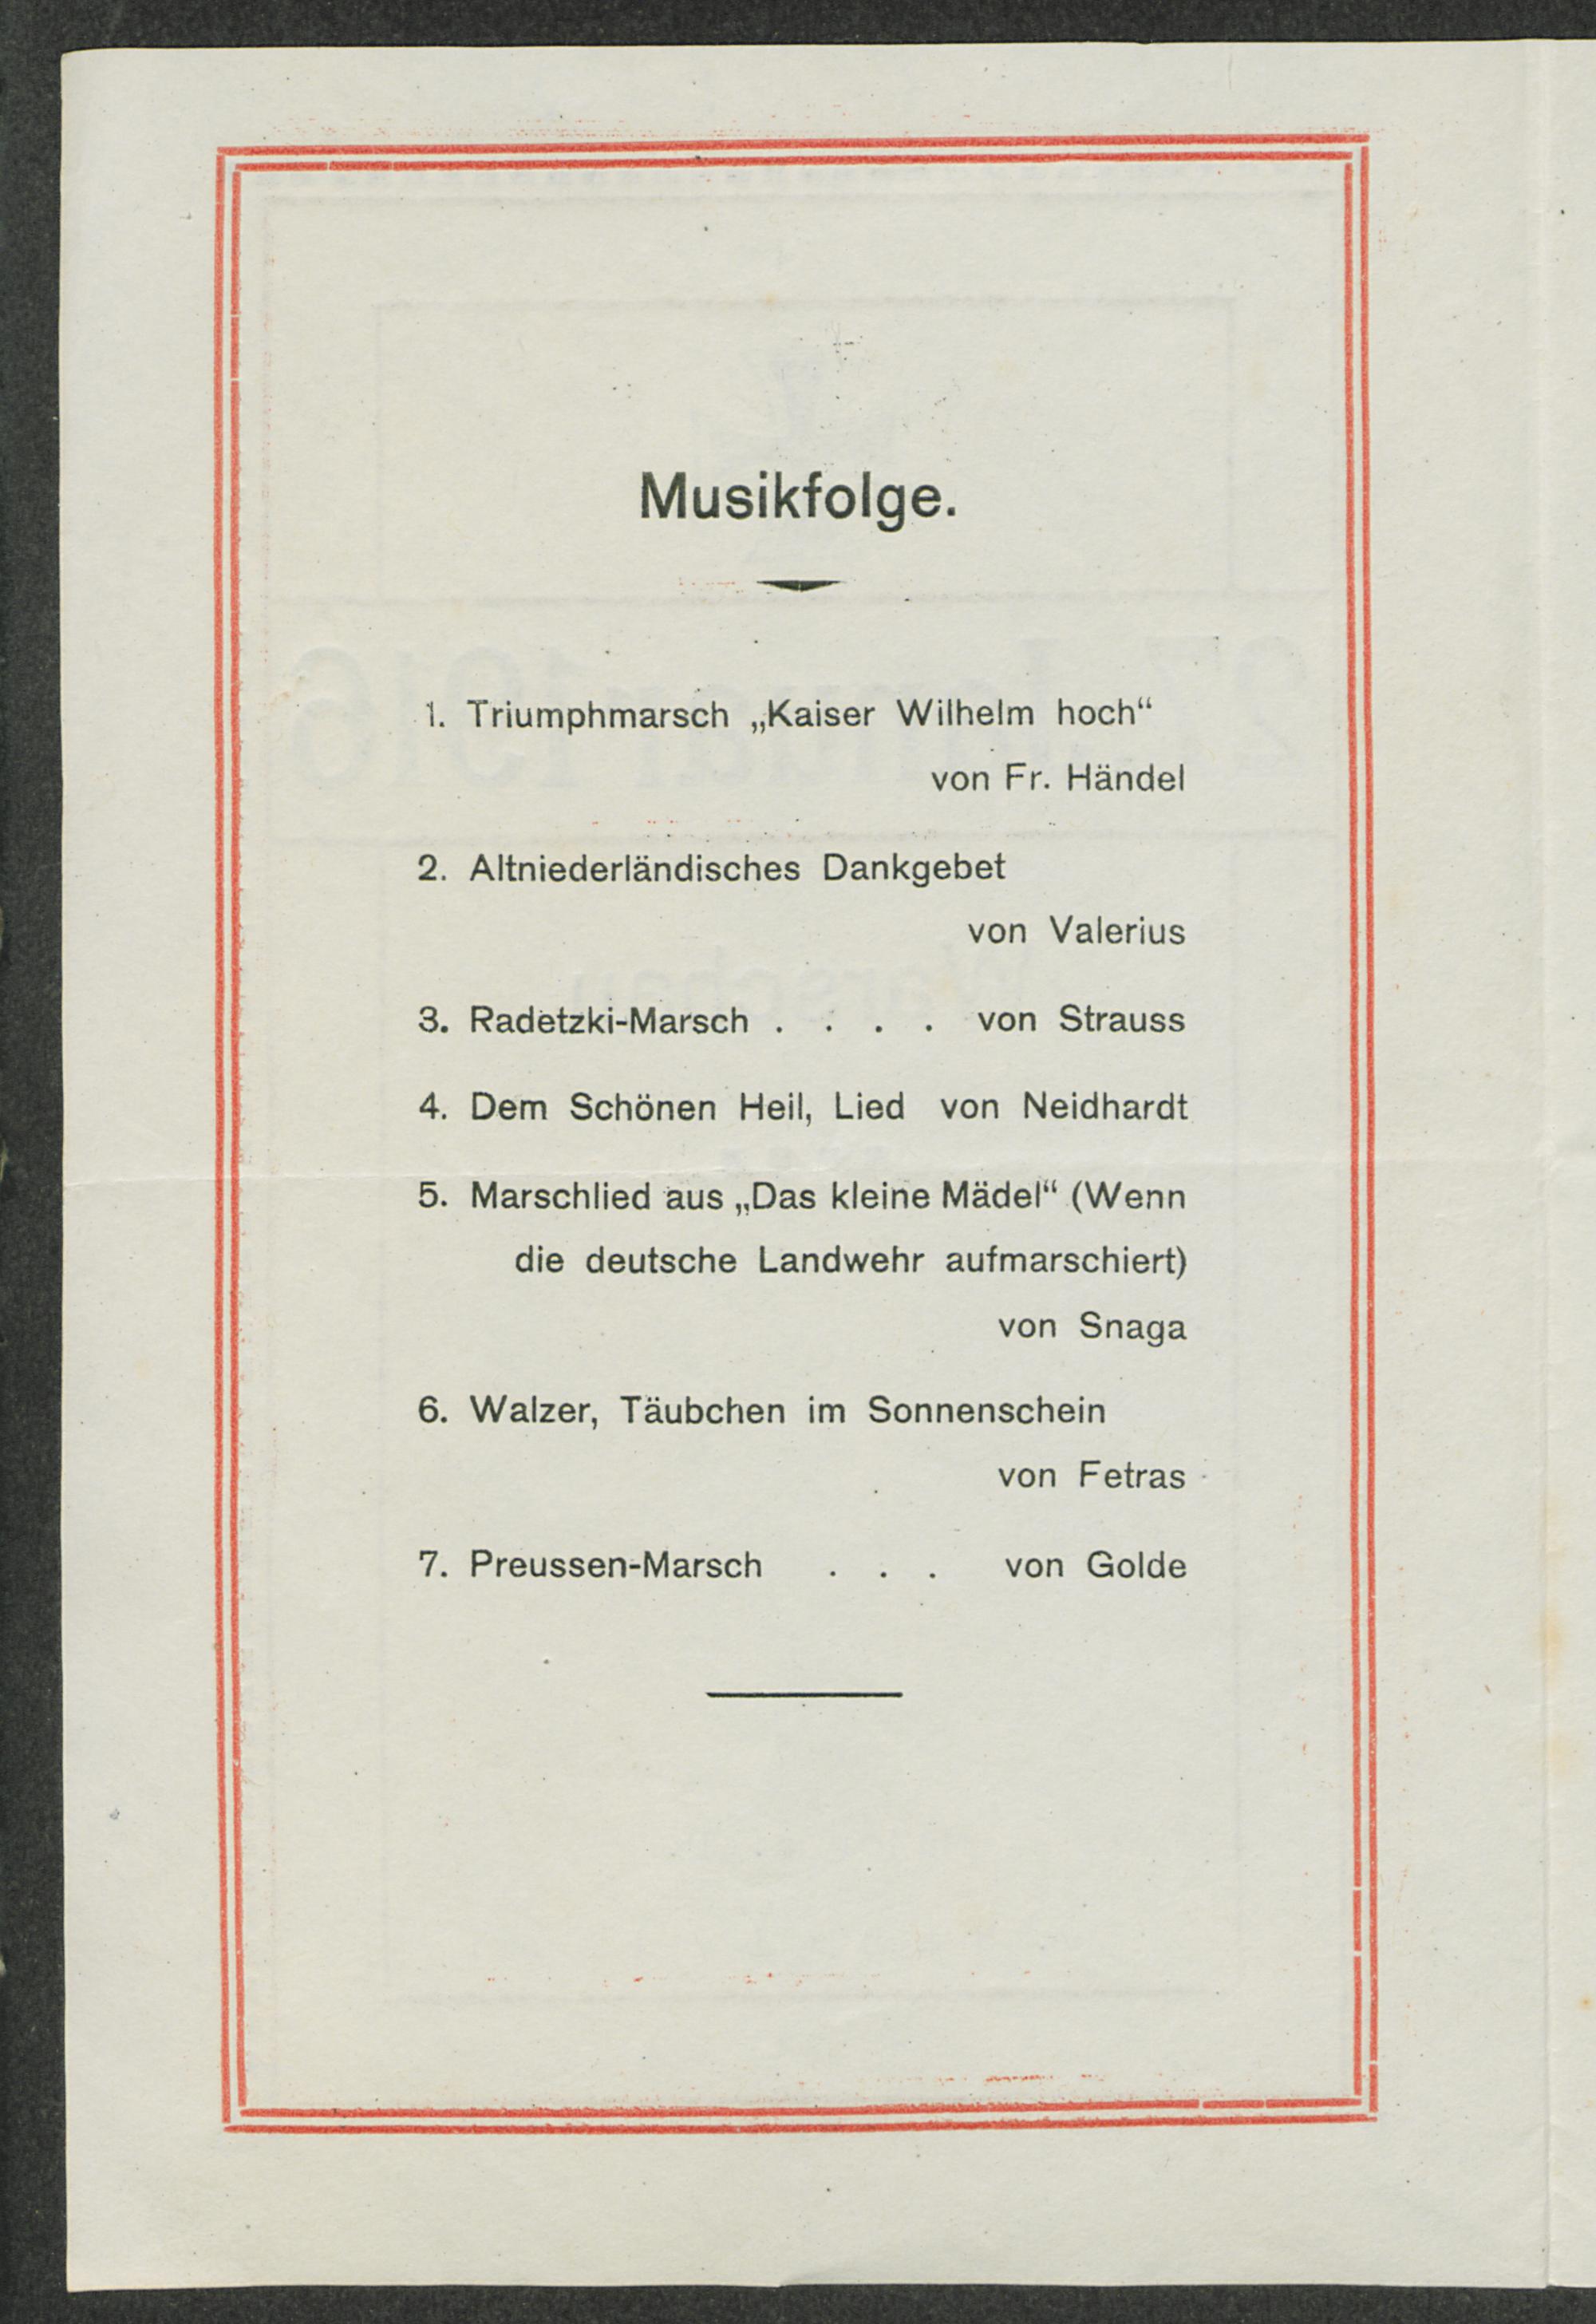 Musikfolge.
1. Triumphmarsch „Kaiser Wilhelm hoch“
von Fr. Händel
2. Altniederländisches Dankgebet
von Valerius
3. Radetzki-Marsch . . . . von Strauss
4. Dem Schönen Heil, Lied von Neidhardt
5. Marschlied aus „Das kleine Mädel“ (Wenn
die deutsche Landwehr aufmarschiert)
von Snaga
6. Walzer, Täubchen im Sonnenschein
von Fetras
7. Preussen-Marsch . . . von Golde